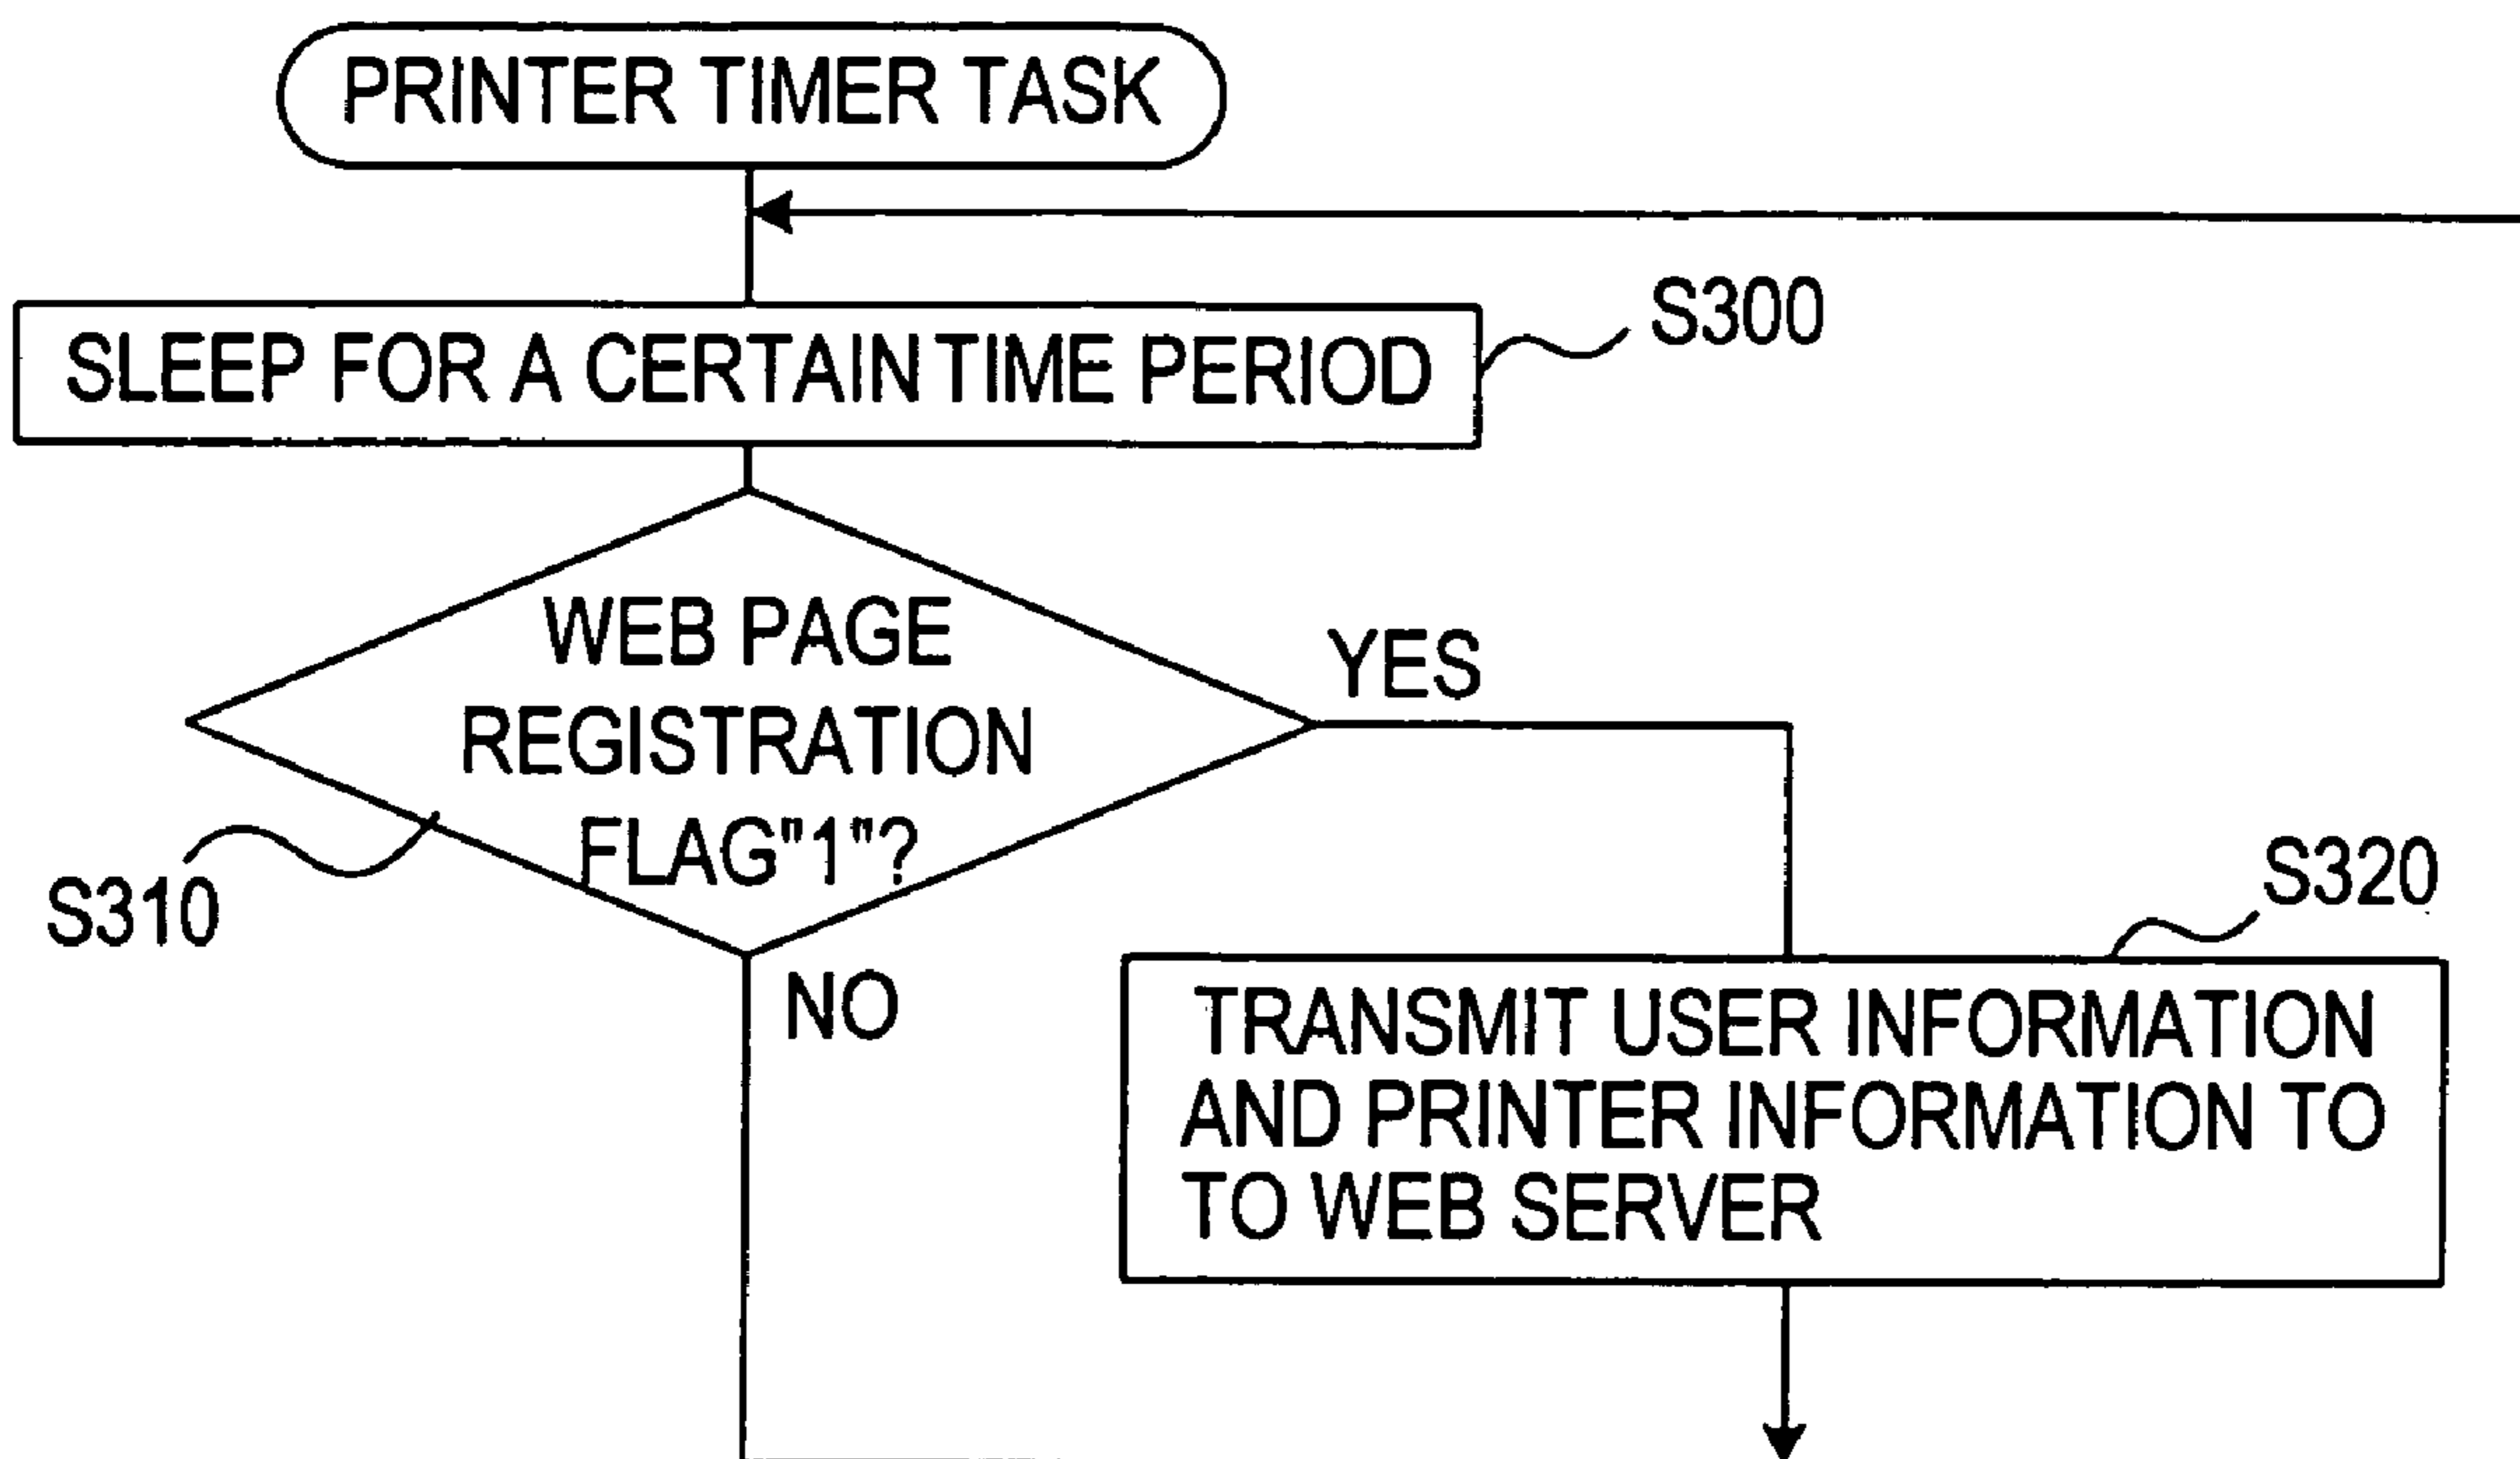 PRINTER TIMER TASK
SLEEP FOR A CERTAIN TIME PERIOD
S300
WEB PAGE
REGISTRATION
FLAG"1"?
YES
S310
NO
S320
TRANSMIT USER INFORMATION
AND PRINTER INFORMATION TO
TO WEB SERVER